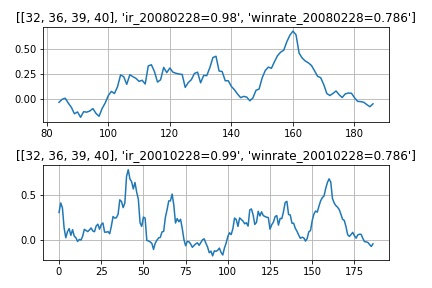 [[32, 36, 39, 40], 'ir_20080228=0.98', 'winrate_20080228=0.786']
0.50
0.25
0.00
80 100 120 140 160 180
[[32, 36, 39, 40], 'ir_20010228=0.99', 'winrate_20010228=0.786']
0.5
0.0
0 25 50 75 100 125 150 175